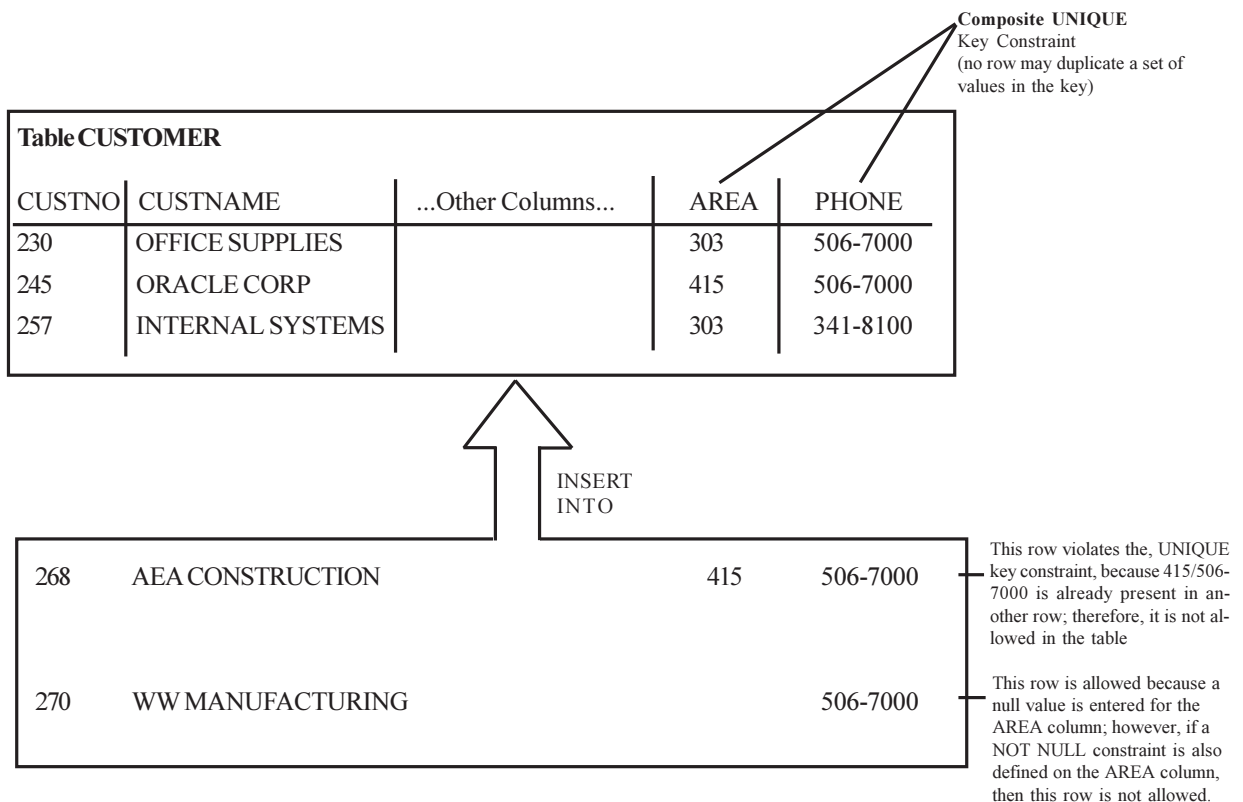 Composite UNIQUE
Key Constraint
(no row may duplicate a set of
values in the key)
Table CUSTOMER
CUSTNO CUSTNAME ...Other Columns... AREA PHONE
230 OFFICE SUPPLIES 303 506-7000
245 ORACLE CORP 415 506-7000
257 INTERNAL SYSTEMS 303 341-8100
INSERT
INTO
268 AEA CONSTRUCTION 415 506-7000
This row violates the, UNIQUE
key constraint, because 415/506-
7000 is already present in an-
other row; therefore, it is not al-
lowed in the table
270 WW MANUFACTURING 506-7000
This row is allowed because a
null value is entered for the
AREA column; however, if a
NOT NULL constraint is also
defined on the AREA column,
then this row is not allowed.